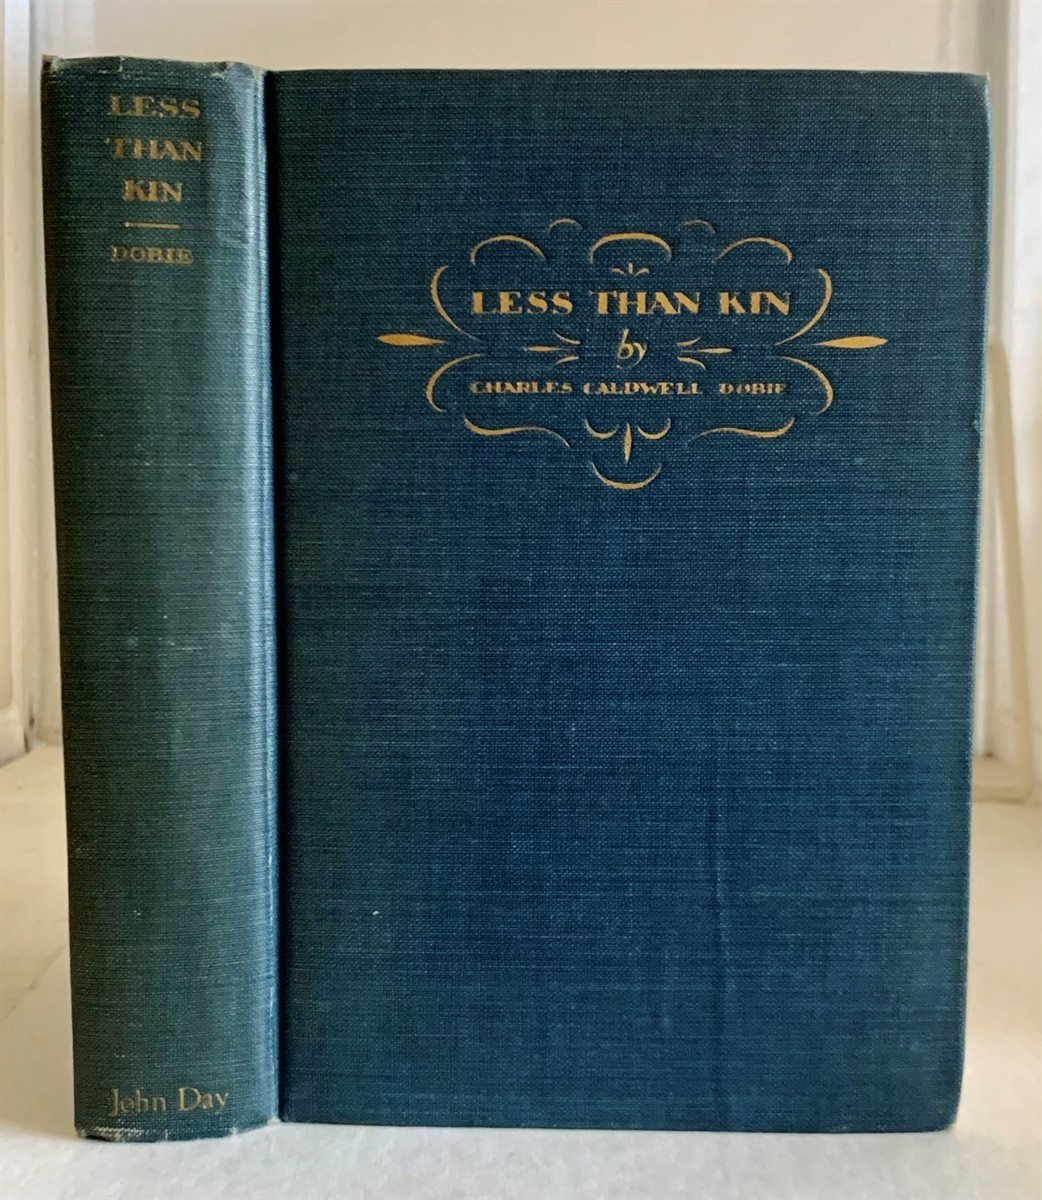 LESS
THAN
KIN
DOBIE
John Day
LESS THAN KIN
by
CHARLES CALDWELL DOBIE